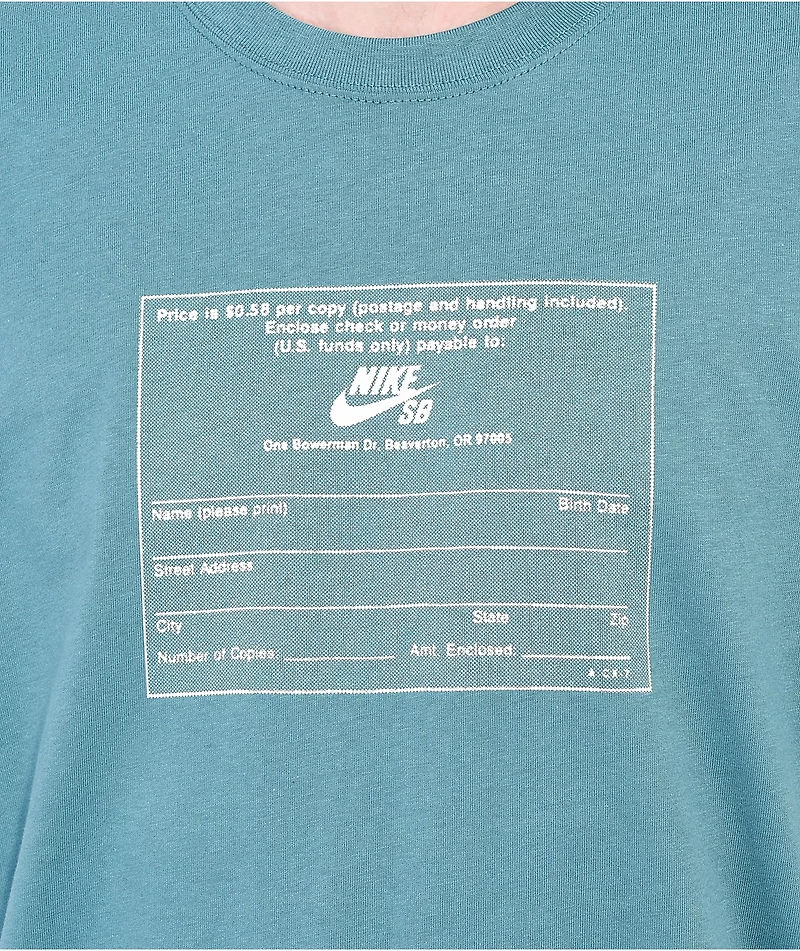 Price is $0.58 per copy (postage and handling included).
Enclose check or money order
(U.S. funds only) payable to:
NIKE
SB
One Bowerman Dr. Beaverton, OR 97005
Name (please print) Birth Date
Street Address
City State Zip
Number of Copies Amt. Enclosed